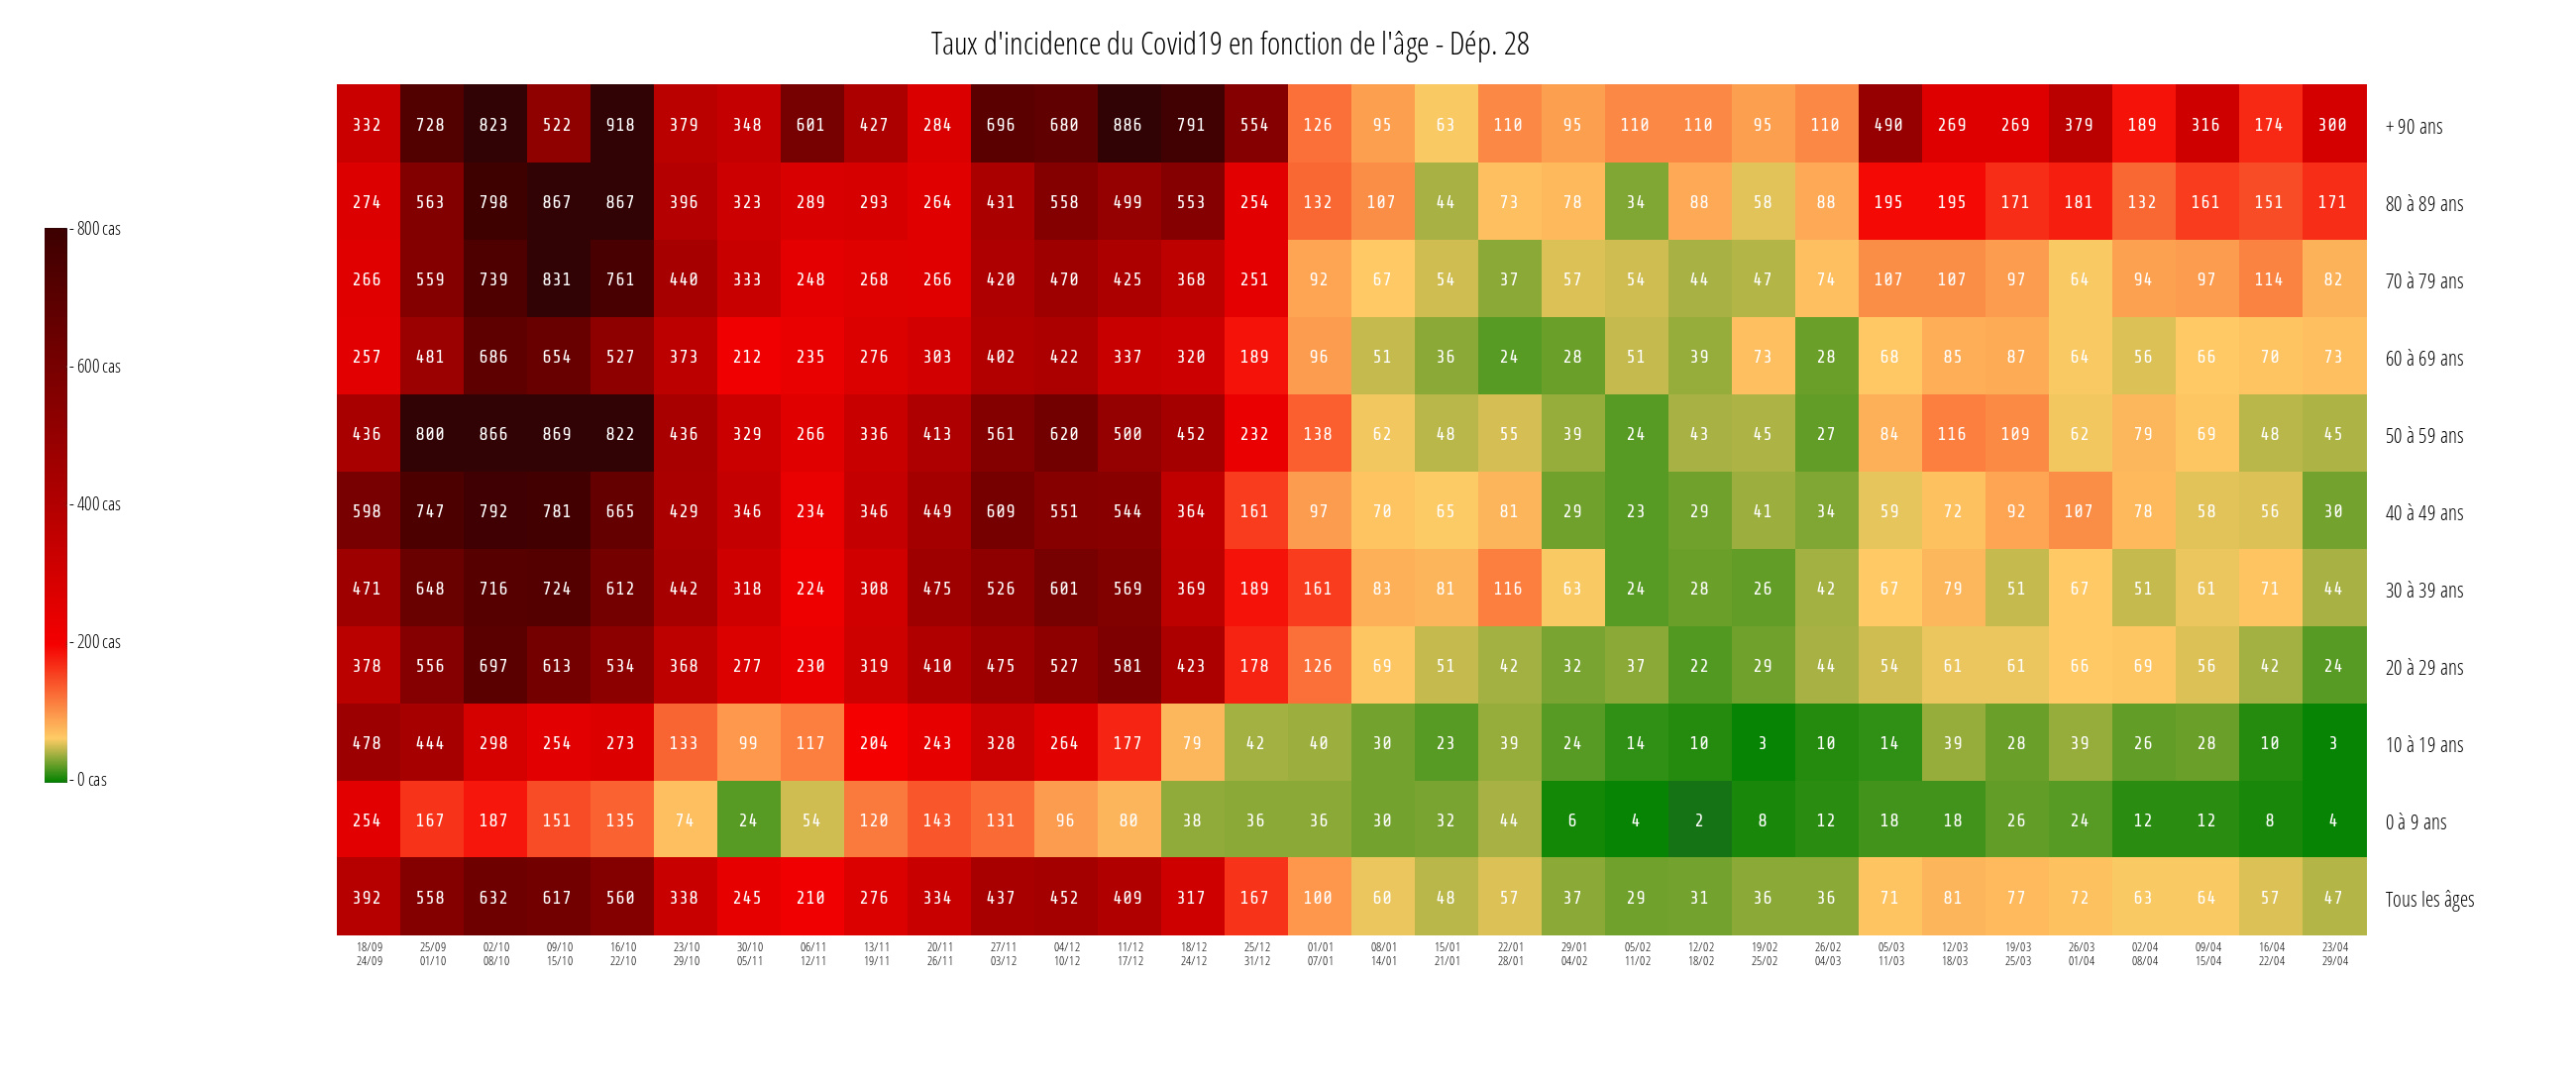 Taux d'incidence du Covid19 en fonction de l'âge - Dép. 28
332 728 823 522 918 379 348 601 427 284 696 680 886 791 554 126 95 63 110 95 110 110 95 110 490 269 269 379 189 316 174 300 + 90 ans
274 563 798 867 867 396 323 289 293 264 431 558 499 553 254 132 107 44 73 78 34 88 58 88 195 195 171 181 132 161 151 171 80 à 89 ans
- 800 cas
266 559 739 831 761 440 333 248 268 266 420 470 425 368 251 92 67 54 37 57 54 44 47 74 107 107 97 64 94 97 114 82 70 à 79 ans
257 481 686 654 527 373 212 235 276 303 402 422 337 320 189 96 51 36 24 28 51 39 73 28 68 85 87 64 56 66 70 73 60 à 69 ans
- 600 cas
436 800 866 869 822 436 329 266 336 413 561 620 500 452 232 138 62 48 55 39 24 43 45 27 84 116 109 62 79 69 48 45 50 à 59 ans
- 400 cas
598 747 792 781 665 429 346 234 346 449 609 551 544 364 161 97 70 65 81 29 23 29 41 34 59 72 92 107 78 58 56 30 40 à 49 ans
471 648 716 724 612 442 318 224 308 475 526 601 569 369 189 161 83 81 116 63 24 28 26 42 67 79 51 67 51 61 71 44 30 à 39 ans
- 200 cas
378 556 697 613 534 368 277 230 319 410 475 527 581 423 178 126 69 51 42 32 37 22 29 44 54 61 61 66 69 56 42 24 20 à 29 ans
478 444 298 254 273 133 99 117 204 243 328 264 177 79 42 40 30 23 39 24 14 10 3 10 14 39 28 39 26 28 10 3 10 à 19 ans
- 0 cas
254 167 187 151 135 74 24 54 120 143 131 96 80 38 36 36 30 32 44 6 4 2 8 12 18 18 26 24 12 12 8 4 0 à 9 ans
392 558 632 617 560 338 245 210 276 334 437 452 409 317 167 100 60 48 57 37 29 31 36 36 71 81 77 72 63 64 57 47 Tous les âges
18/09 25/09 02/10 09/10 16/10 23/10 30/10 06/11 13/11 20/11 27/11 04/12 11/12 18/12 25/12 01/01 08/01 15/01 22/01 29/01 05/02 12/02 19/02 26/02 05/03 12/03 19/03 26/03 02/04 09/04 16/04 23/04
24/09 01/10 08/10 15/10 22/10 29/10 05/11 12/11 19/11 26/11 03/12 10/12 17/12 24/12 31/12 07/01 14/01 21/01 28/01 04/02 11/02 18/02 25/02 04/03 11/03 18/03 25/03 01/04 08/04 15/04 22/04 29/04